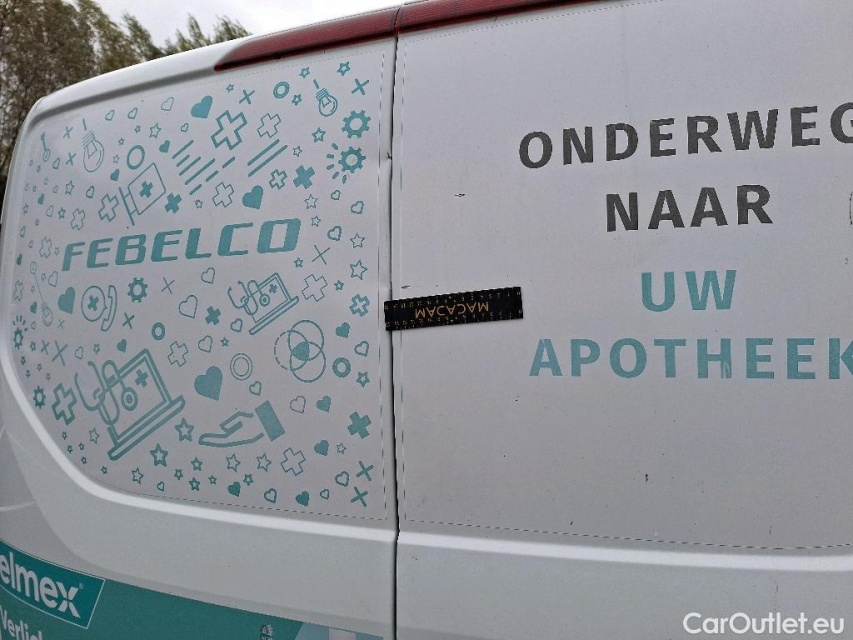 FEBELCO
ONDERWEG
NAAR
UW
APOTHEEK
MACADAM
elmex
CarOutlet.eu